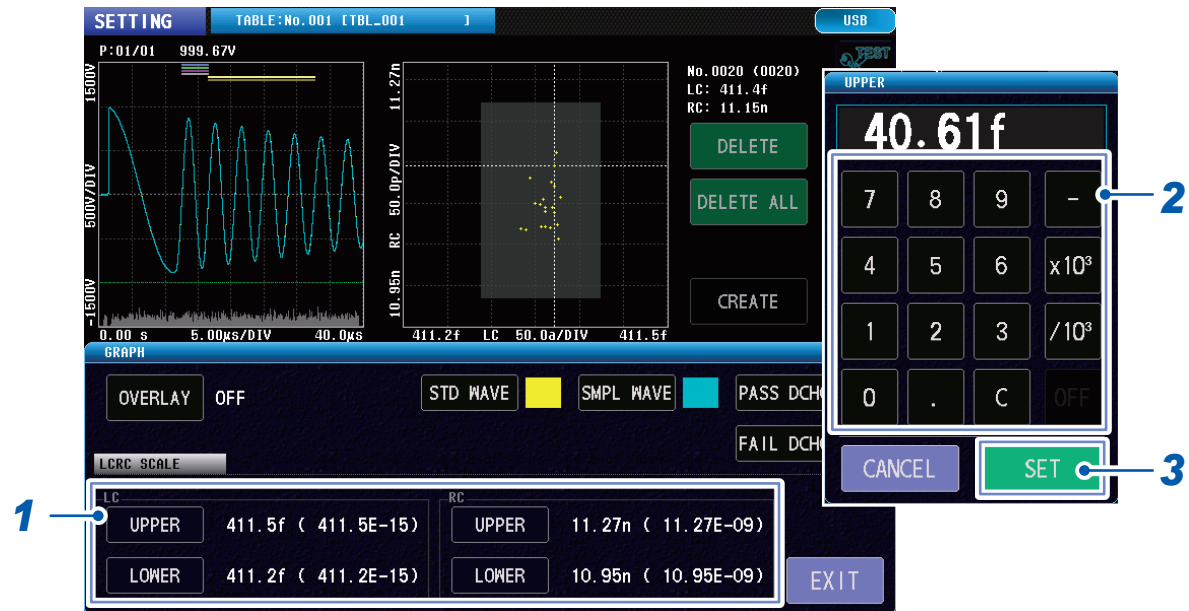 SETTING
TABLE:No.001 [TBL_001 ]
USB
P:01/01 999.67V
TEST
1500V
500V/DIV
-1500V
0.00 s 5.00µs/DIV 40.0µs
11.27n
50.0p/DIV
RC
10.95n
411.2f LC 50.0a/DIV 411.5f
No.0020 (0020)
LC: 411.4f
RC: 11.15n
DELETE
DELETE ALL
CREATE
GRAPH
OVERLAY OFF
STD WAVE
SMPL WAVE
PASS DCH
FAIL DCH
LCRC SCALE
1
LC
UPPER 411.5f ( 411.5E-15)
LOWER 411.2f ( 411.2E-15)
RC
UPPER 11.27n ( 11.27E-09)
LOWER 10.95n ( 10.95E-09)
EXIT
UPPER
40.61f
7 8 9 -
4 5 6 x10³
1 2 3 /10³
0 . C OFF
2
CANCEL SET
3